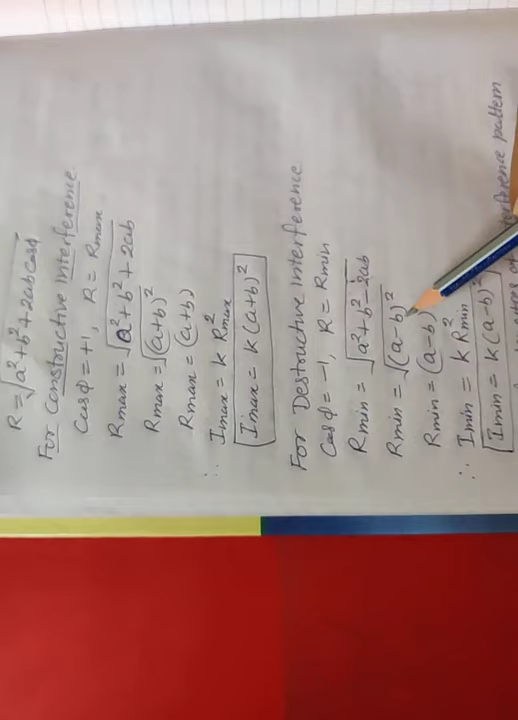 R = √a²+b²+2ab cosϕ
For Constructive interference
Cosϕ = +1, R = Rmax
Rmax = √a²+b²+2ab
Rmax = √(a+b)²
Rmax = (a+b)
∴ Imax = K R²max
Imax = K(a+b)²
For Destructive interference
Cosϕ = -1, R = Rmin
Rmin = √a²+b²-2ab
Rmin = √(a-b)²
Rmin = (a-b)
∴ Imin = K R²min
Imin = K(a-b)²
of pattern